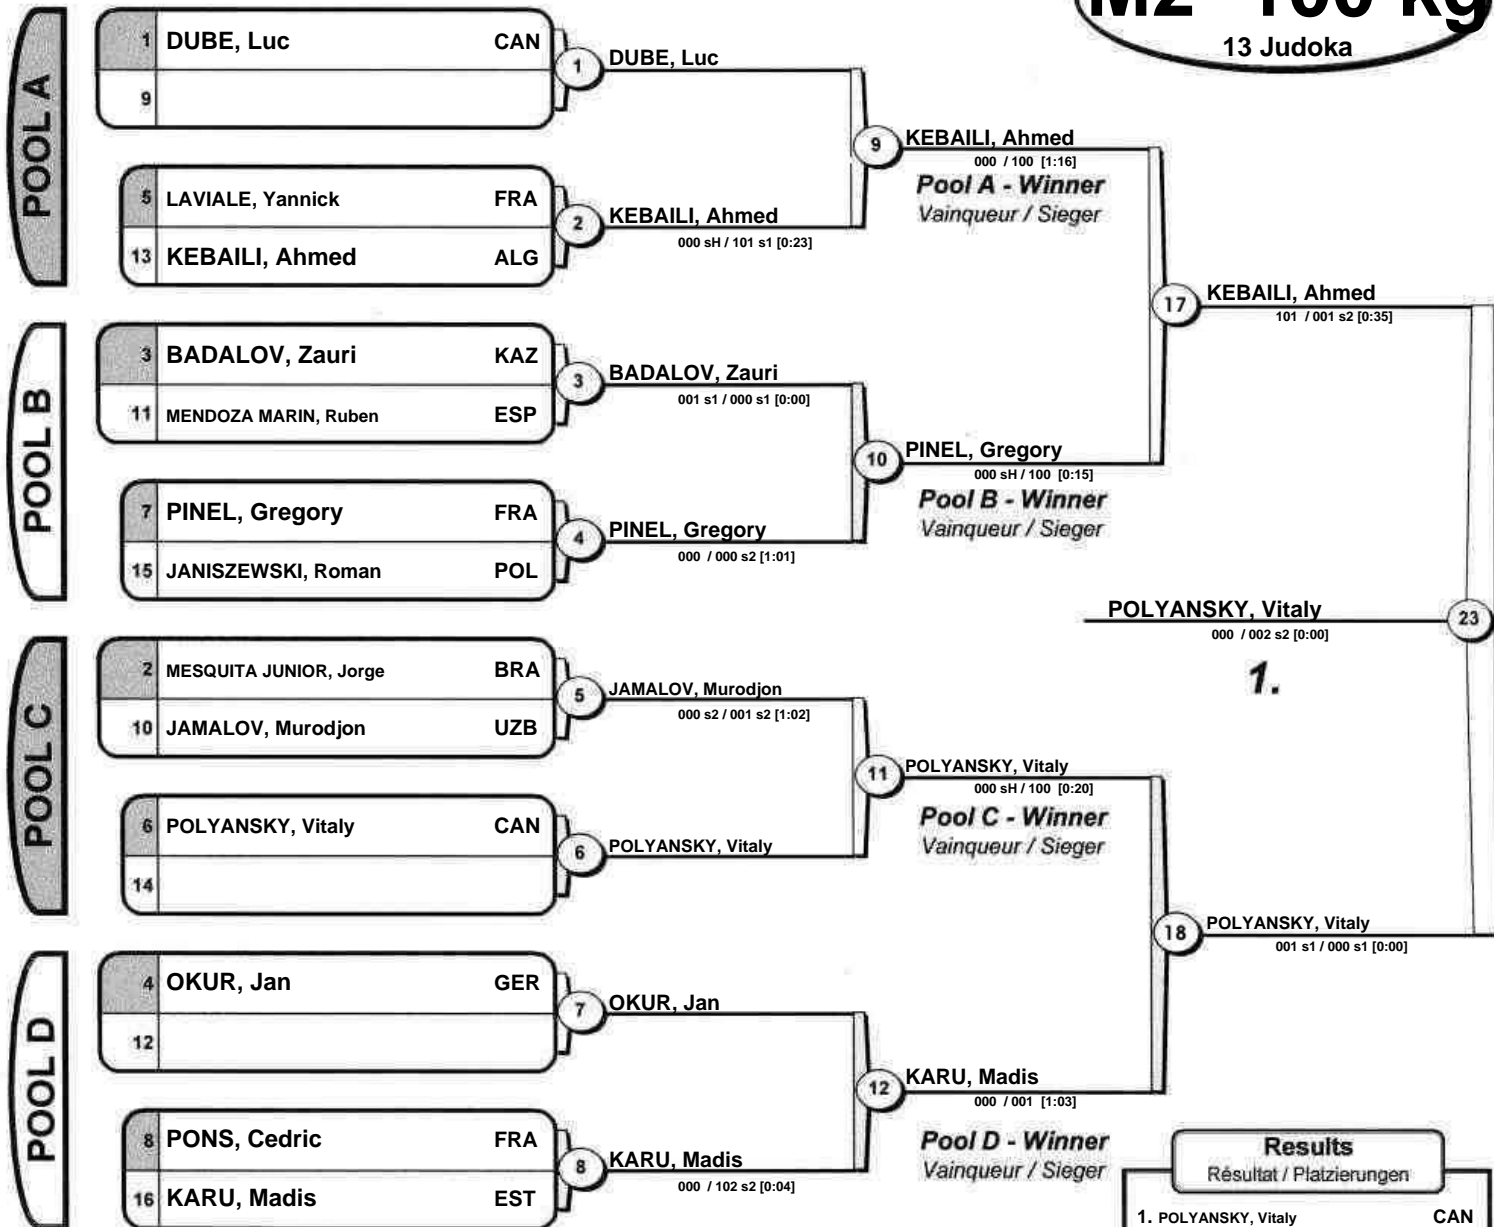 M2 -100 kg
13 Judoka
POOL A
1 DUBE, Luc CAN
9
1
DUBE, Luc
5 LAVIALE, Yannick FRA
13 KEBAILI, Ahmed ALG
2
KEBAILI, Ahmed
000 sH / 101 s1 [0:23]
9
KEBAILI, Ahmed
000 / 100 [1:16]
Pool A - Winner
Vainqueur / Sieger
POOL B
3 BADALOV, Zauri KAZ
11 MENDOZA MARIN, Ruben ESP
3
BADALOV, Zauri
001 s1 / 000 s1 [0:00]
7 PINEL, Gregory FRA
15 JANISZEWSKI, Roman POL
4
PINEL, Gregory
000 / 000 s2 [1:01]
10
PINEL, Gregory
000 sH / 100 [0:15]
Pool B - Winner
Vainqueur / Sieger
17
KEBAILI, Ahmed
101 / 001 s2 [0:35]
POLYANSKY, Vitaly
000 / 002 s2 [0:00]
23
1.
POOL C
2 MESQUITA JUNIOR, Jorge BRA
10 JAMALOV, Murodjon UZB
5
JAMALOV, Murodjon
000 s2 / 001 s2 [1:02]
6 POLYANSKY, Vitaly CAN
14
6
POLYANSKY, Vitaly
11
POLYANSKY, Vitaly
000 sH / 100 [0:20]
Pool C - Winner
Vainqueur / Sieger
POOL D
4 OKUR, Jan GER
12
7
OKUR, Jan
8 PONS, Cedric FRA
16 KARU, Madis EST
8
KARU, Madis
000 / 102 s2 [0:04]
12
KARU, Madis
000 / 001 [1:03]
Pool D - Winner
Vainqueur / Sieger
18
POLYANSKY, Vitaly
001 s1 / 000 s1 [0:00]
Results
Résultat / Platzierungen
1. POLYANSKY, Vitaly CAN